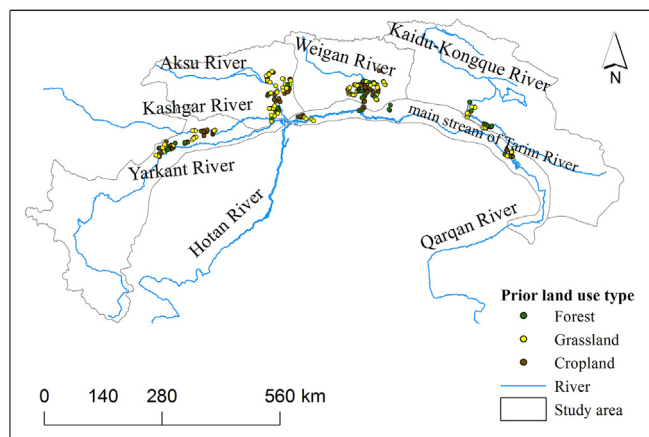 Kaidu-Kongque River
Weigan River
Aksu River
N
Kashgar River
main stream of Tarim River
Yarkant River
Hotan River
Qarqan River
Prior land use type
Forest
Grassland
Cropland
River
Study area
0 140 280 560 km